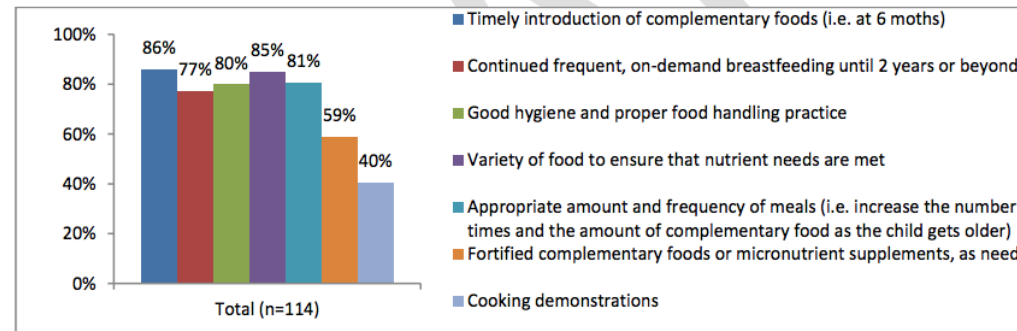 Timely introduction of complementary foods (i.e. at 6 moths)
Continued frequent, on-demand breastfeeding until 2 years or beyond
Good hygiene and proper food handling practice
Variety of food to ensure that nutrient needs are met
Appropriate amount and frequency of meals (i.e. increase the number
times and the amount of complementary food as the child gets older)
Fortified complementary foods or micronutrient supplements, as need
Cooking demonstrations
100%
80%
60%
40%
20%
0%
86%
77%
80%
85%
81%
59%
40%
Total (n=114)